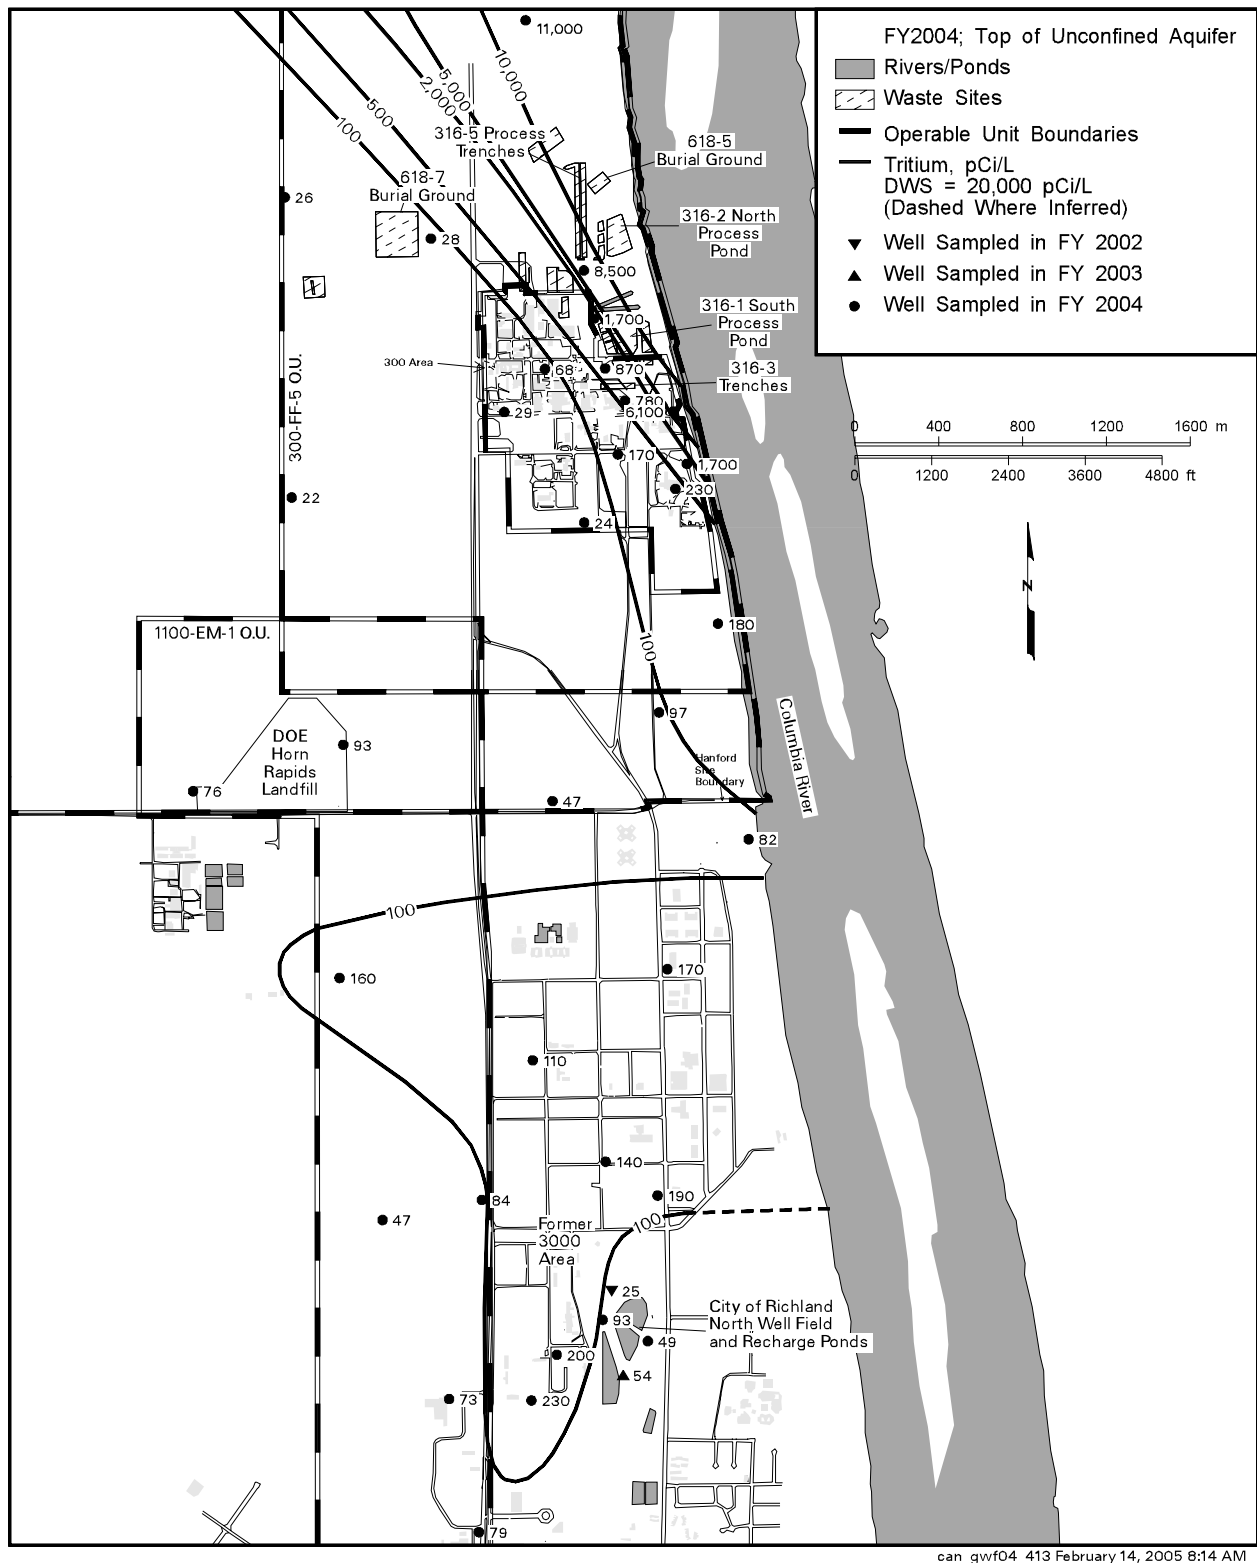 11,000
FY2004; Top of Unconfined Aquifer
Rivers/Ponds
Waste Sites
Operable Unit Boundaries
Tritium, pCi/L
DWS = 20,000 pCi/L
(Dashed Where Inferred)
Well Sampled in FY 2002
Well Sampled in FY 2003
Well Sampled in FY 2004
10,000
5,000
2,000
500
100
316-5 Process
Trenches
618-5
Burial Ground
618-7
Burial Ground
26
28
316-2 North
Process
Pond
8,500
316-1 South
Process
Pond
1,700
300 Area
68
870
316-3
Trenches
780
6,100
29
300-FF-5 O.U.
170
1,700
230
22
24
0 400 800 1200 1600 m
0 1200 2400 3600 4800 ft
N
1100-EM-1 O.U.
180
100
97
DOE
Horn
Rapids
Landfill
93
76
Hanford
Site
Boundary
Columbia River
47
82
100
160
170
110
140
190
84
47
Former
3000
Area
100
25
93
City of Richland
North Well Field
and Recharge Ponds
49
200
54
73
230
79
can_gwf04_413 February 14, 2005 8:14 AM